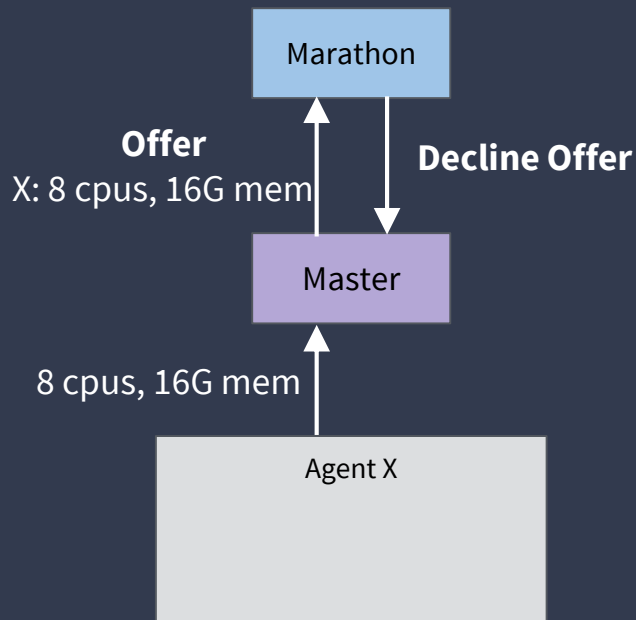 Marathon
Offer
X: 8 cpus, 16G mem
Decline Offer
Master
8 cpus, 16G mem
Agent X